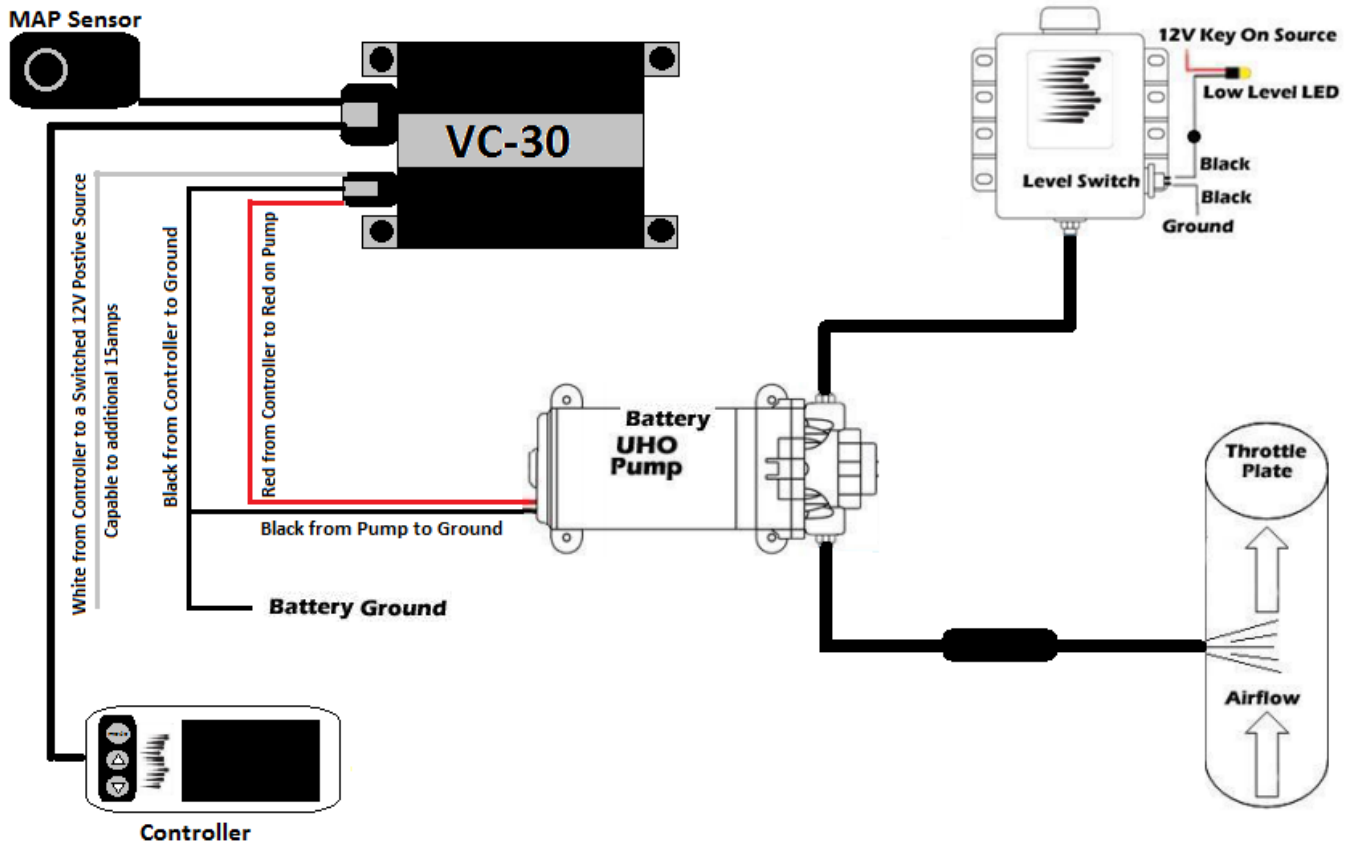 MAP Sensor
VC-30
12V Key On Source
Low Level LED
Black
Level Switch
Black
Ground
White from Controller to a Switched 12V Postive Source
Capable to additional 15amps
Black from Controller to Ground
Red from Controller to Red on Pump
Battery
UHO
Pump
Black from Pump to Ground
Battery Ground
Throttle
Plate
Airflow
Controller